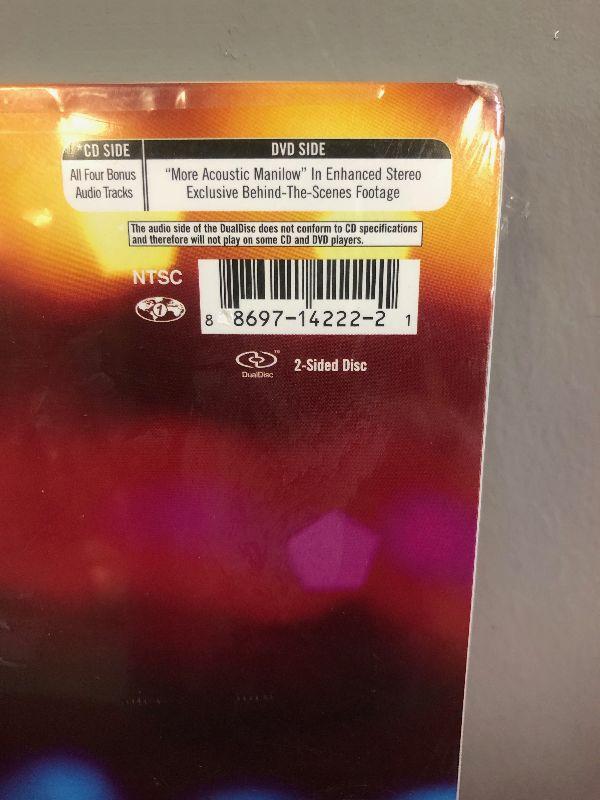 *CD SIDE
DVD SIDE
All Four Bonus
Audio Tracks
"More Acoustic Manilow" In Enhanced Stereo
Exclusive Behind-The-Scenes Footage
The audio side of the DualDisc does not conform to CD specifications
and therefore will not play on some CD and DVD players.
NTSC
1
8 8697-14222-2 1
DualDisc™
2-Sided Disc